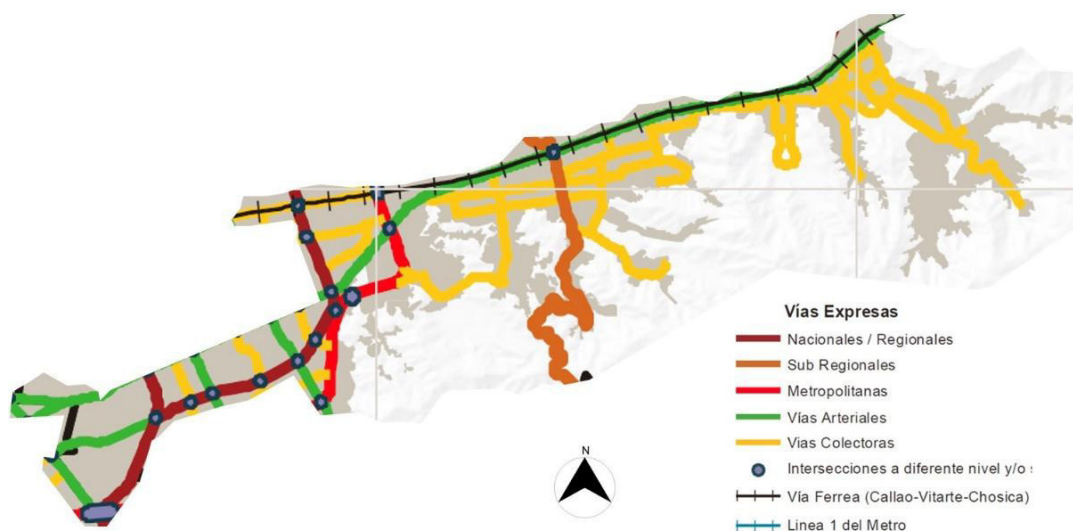 Vías Expresas
Nacionales / Regionales
Sub Regionales
Metropolitanas
Vías Arteriales
Vias Colectoras
Intersecciones a diferente nivel y/o
Vía Ferrea (Callao-Vitarte-Chosica)
Linea 1 del Metro
N